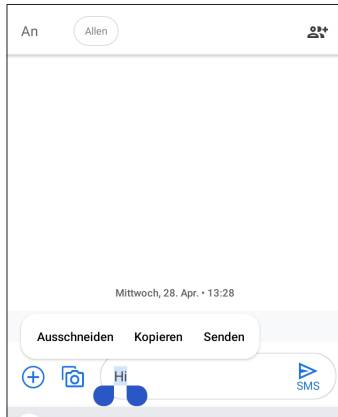 An Allen
Mittwoch, 28. Apr. • 13:28
Ausschneiden Kopieren Senden
Hi
SMS